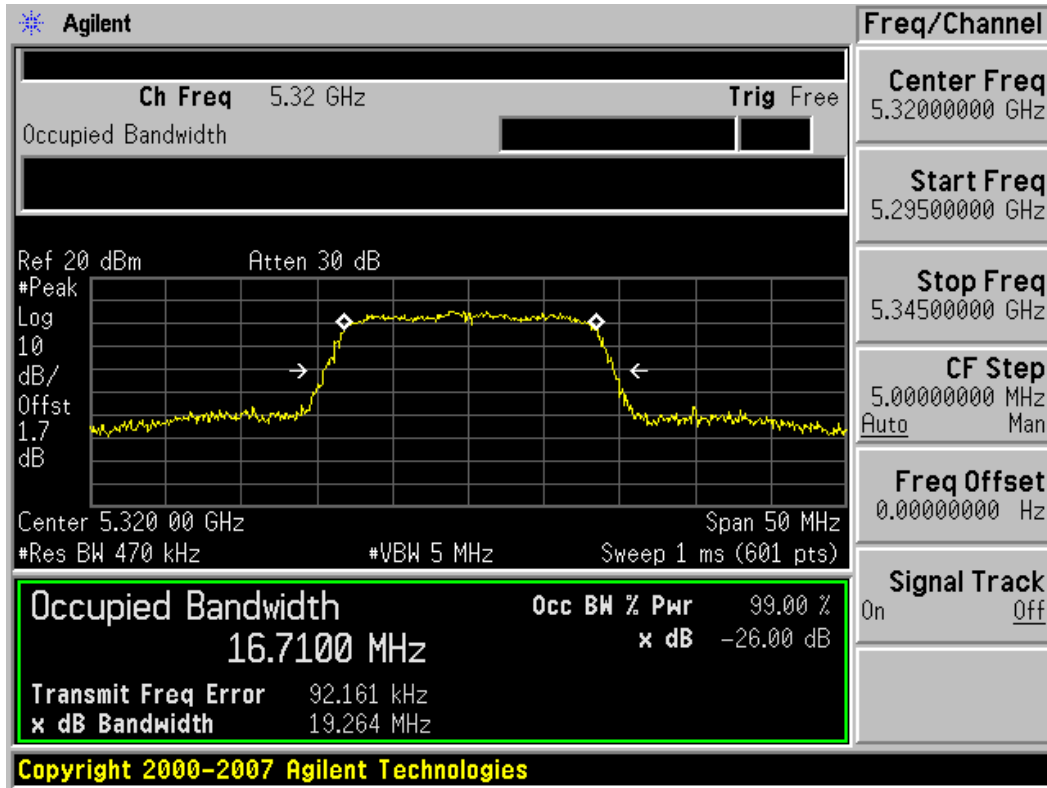 Agilent
Freq/Channel
Ch Freq 5.32 GHz Trig Free
Occupied Bandwidth
Center Freq
5.32000000 GHz
Start Freq
5.29500000 GHz
Stop Freq
5.34500000 GHz
CF Step
5.00000000 MHz
Auto Man
Freq Offset
0.00000000 Hz
Signal Track
On Off
Ref 20 dBm Atten 30 dB
#Peak
Log
10
dB/
Offst
1.7
dB
Center 5.320 00 GHz Span 50 MHz
#Res BW 470 kHz #VBW 5 MHz Sweep 1 ms (601 pts)
Occupied Bandwidth Occ BW % Pwr 99.00 %
16.7100 MHz x dB -26.00 dB
Transmit Freq Error 92.161 kHz
x dB Bandwidth 19.264 MHz
Copyright 2000-2007 Agilent Technologies